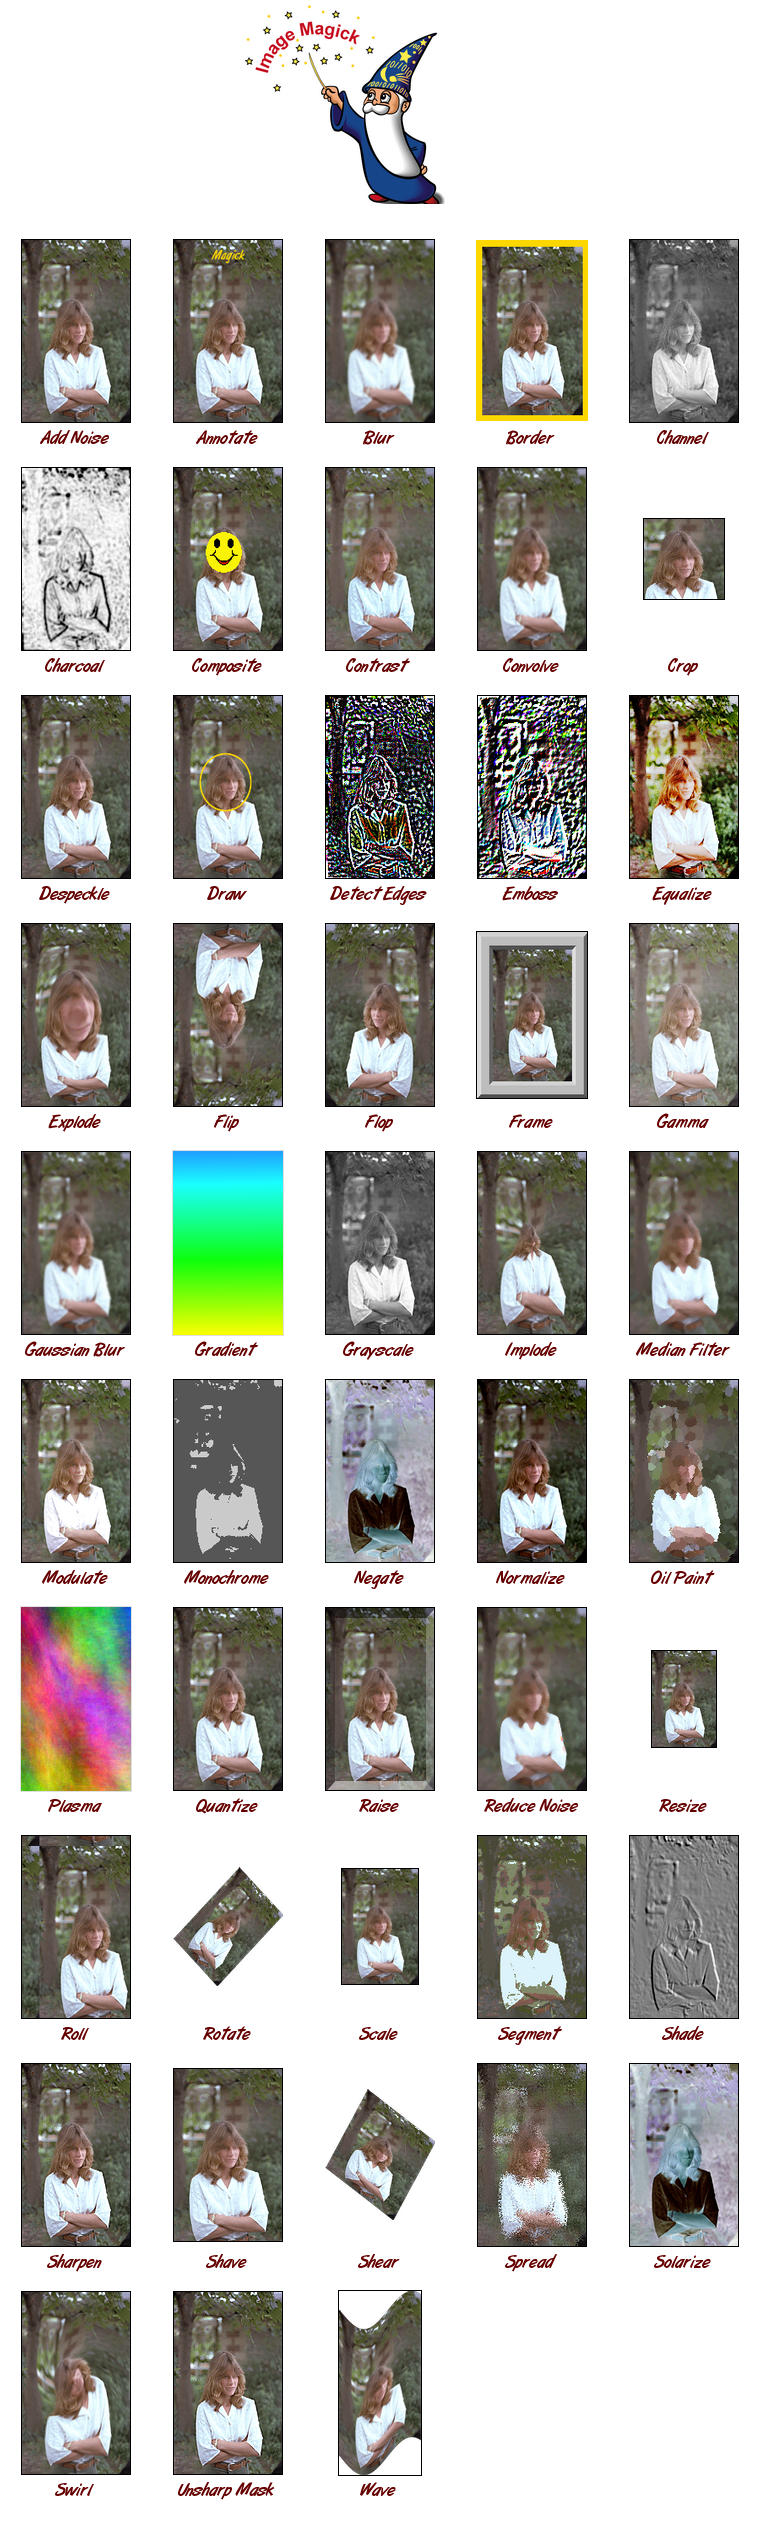 Image Magick
Magick
Add Noise Annotate Blur Border Channel
Charcoal Composite Contrast Convolve Crop
Despeckle Draw Detect Edges Emboss Equalize
Explode Flip Flop Frame Gamma
Gaussian Blur Gradient Grayscale Implode Median Filter
Modulate Monochrome Negate Normalize Oil Paint
Plasma Quantize Raise Reduce Noise Resize
Roll Rotate Scale Segment Shade
Sharpen Shave Shear Spread Solarize
Swirl Unsharp Mask Wave